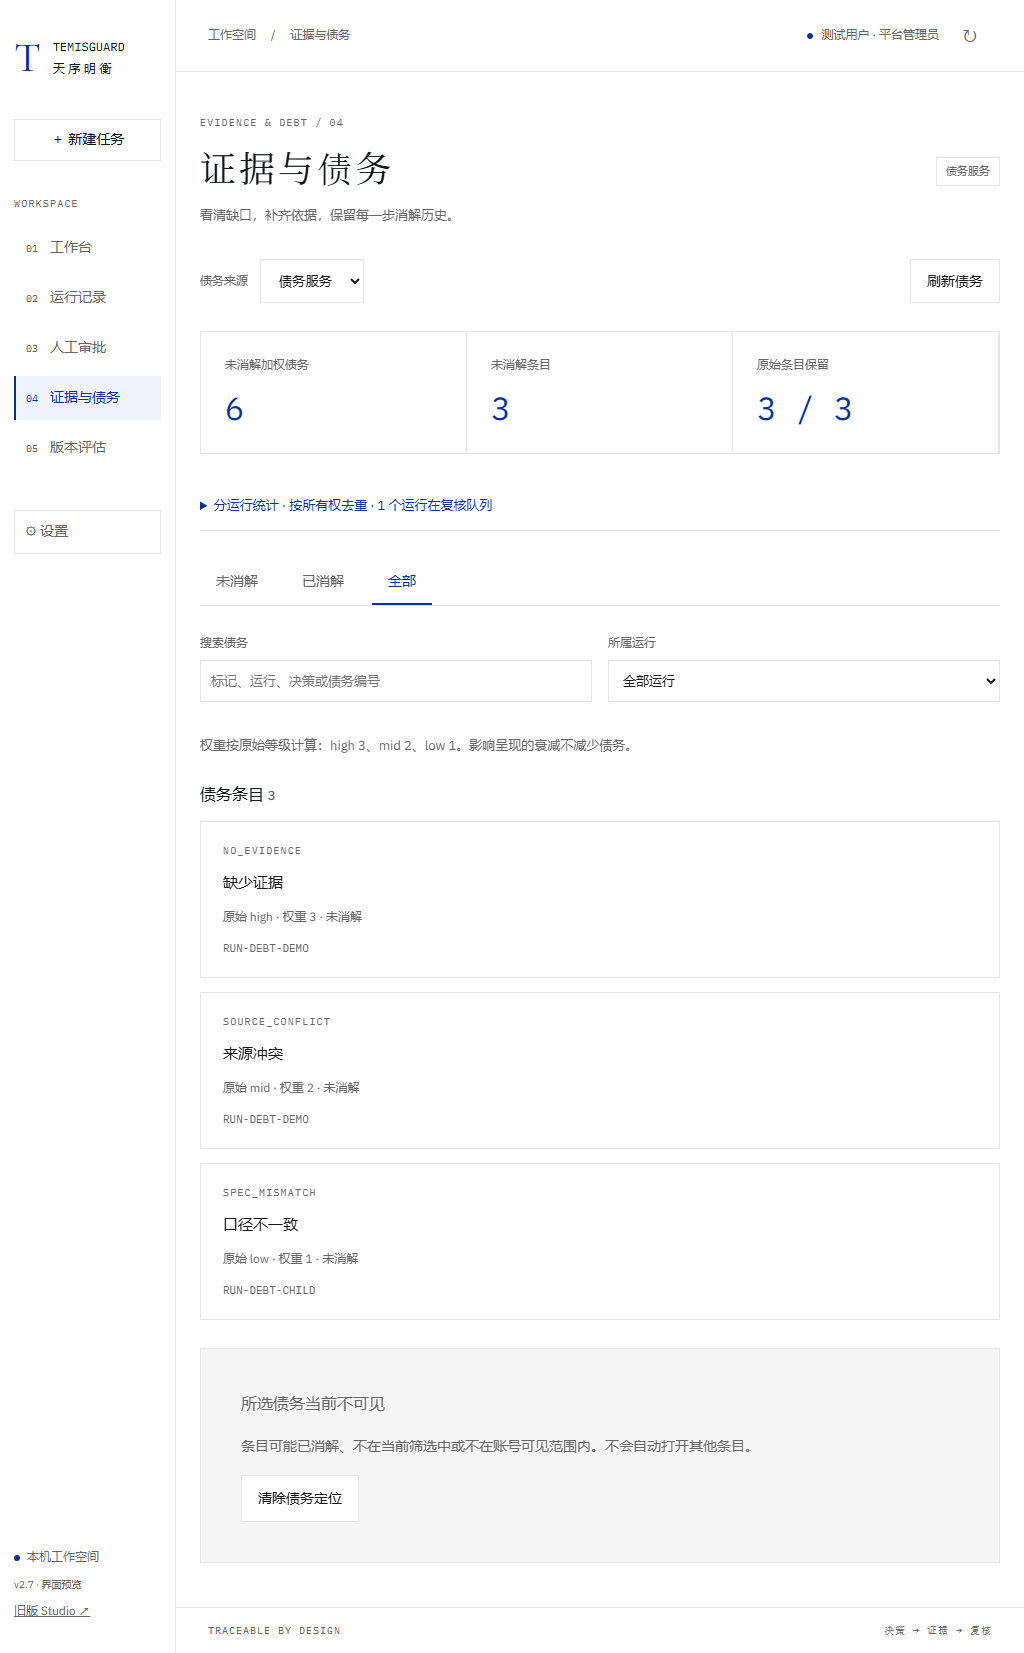 T TEMISGUARD
天序明衡
+ 新建任务
WORKSPACE
01 工作台
02 运行记录
03 人工审批
04 证据与债务
05 版本评估
⚙ 设置
本机工作空间
v2.7 · 界面预览
旧版 Studio ↗
工作空间 / 证据与债务
测试用户 · 平台管理员 ↻
EVIDENCE & DEBT / 04
证据与债务
债务服务
看清缺口，补齐依据，保留每一步消解历史。
债务来源 债务服务 刷新债务
未消解加权债务
6
未消解条目
3
原始条目保留
3 / 3
▶ 分运行统计 · 按所有权去重 · 1 个运行在复核队列
未消解 已消解 全部
搜索债务
标记、运行、决策或债务编号
所属运行
全部运行
权重按原始等级计算：high 3、mid 2、low 1。影响呈现的衰减不减少债务。
债务条目 3
NO_EVIDENCE
缺少证据
原始 high · 权重 3 · 未消解
RUN-DEBT-DEMO
SOURCE_CONFLICT
来源冲突
原始 mid · 权重 2 · 未消解
RUN-DEBT-DEMO
SPEC_MISMATCH
口径不一致
原始 low · 权重 1 · 未消解
RUN-DEBT-CHILD
所选债务当前不可见
条目可能已消解、不在当前筛选中或不在账号可见范围内。不会自动打开其他条目。
清除债务定位
TRACEABLE BY DESIGN
决策 → 证据 → 复核